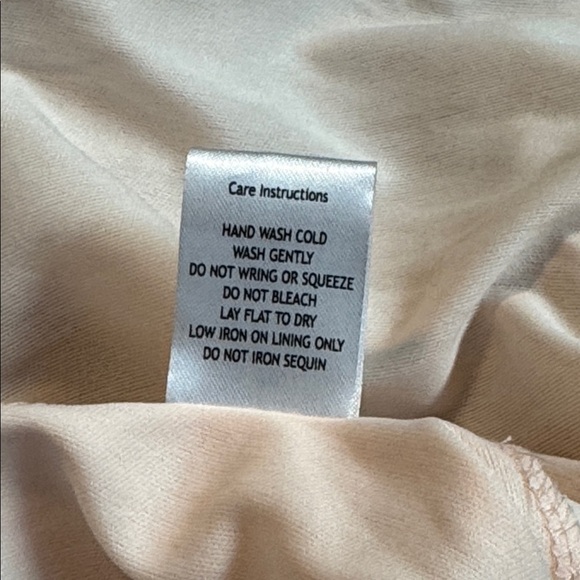 Care Instructions
HAND WASH COLD
WASH GENTLY
DO NOT WRING OR SQUEEZE
DO NOT BLEACH
LAY FLAT TO DRY
LOW IRON ON LINING ONLY
DO NOT IRON SEQUIN